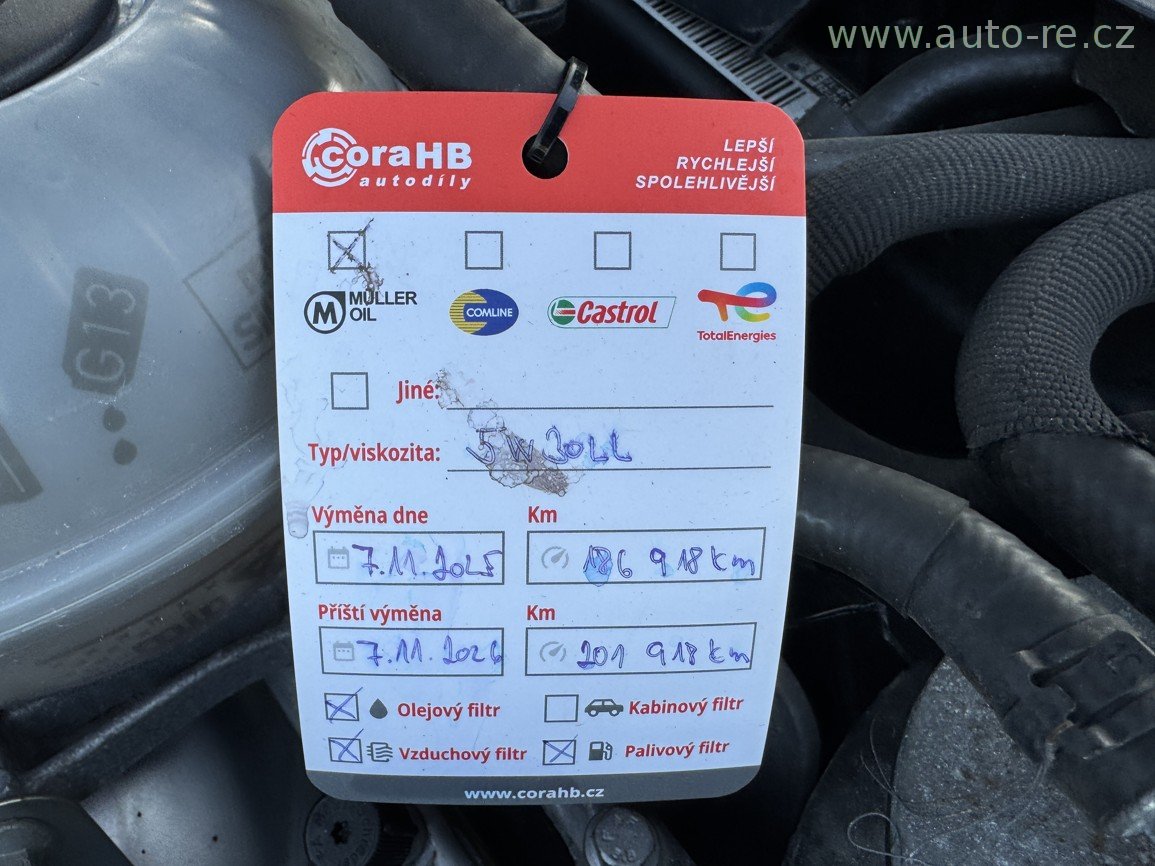 www.auto-re.cz
coraHB
autodíly
LEPŠÍ
RYCHLEJŠÍ
SPOLEHLIVĚJŠÍ
G13
M MÜLLER OIL
COMLINE
Castrol
TotalEnergies
Jiné:
Typ/viskozita: 5W30LL
Výměna dne Km
7.11.2025 186 918 km
Příští výměna Km
7.11.2026 201 918 km
Olejový filtr Kabinový filtr
Vzduchový filtr Palivový filtr
www.corahb.cz